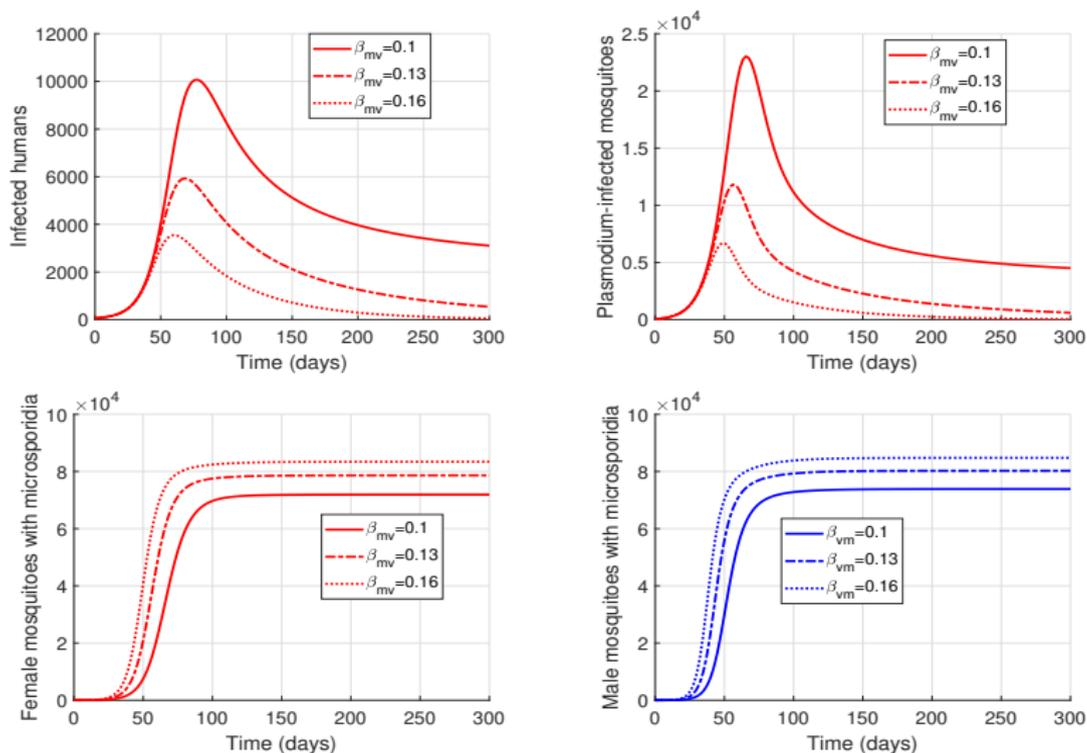 Infected humans
12000
10000
8000
6000
4000
2000
0
β_mv=0.1
β_mv=0.13
β_mv=0.16
0 50 100 150 200 250 300
Time (days)
Plasmodium-infected mosquitoes
×10^4
2.5
2
1.5
1
0.5
0
β_mv=0.1
β_mv=0.13
β_mv=0.16
0 50 100 150 200 250 300
Time (days)
Female mosquitoes with microsporidia
×10^4
10
8
6
4
2
0
β_mv=0.1
β_mv=0.13
β_mv=0.16
0 50 100 150 200 250 300
Time (days)
Male mosquitoes with microsporidia
×10^4
10
8
6
4
2
0
β_vm=0.1
β_vm=0.13
β_vm=0.16
0 50 100 150 200 250 300
Time (days)